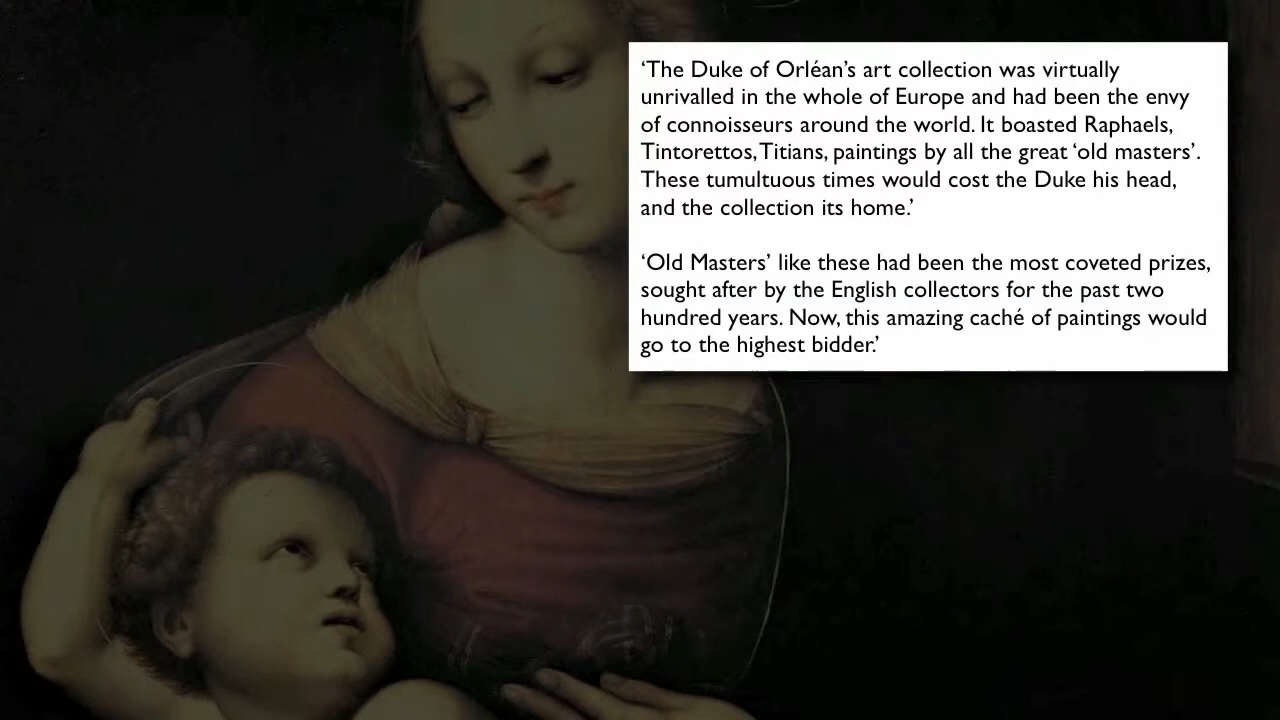 ‘The Duke of Orléan’s art collection was virtually
unrivalled in the whole of Europe and had been the envy
of connoisseurs around the world. It boasted Raphaels,
Tintorettos, Titians, paintings by all the great ‘old masters’.
These tumultuous times would cost the Duke his head,
and the collection its home.’
‘Old Masters’ like these had been the most coveted prizes,
sought after by the English collectors for the past two
hundred years. Now, this amazing caché of paintings would
go to the highest bidder.’